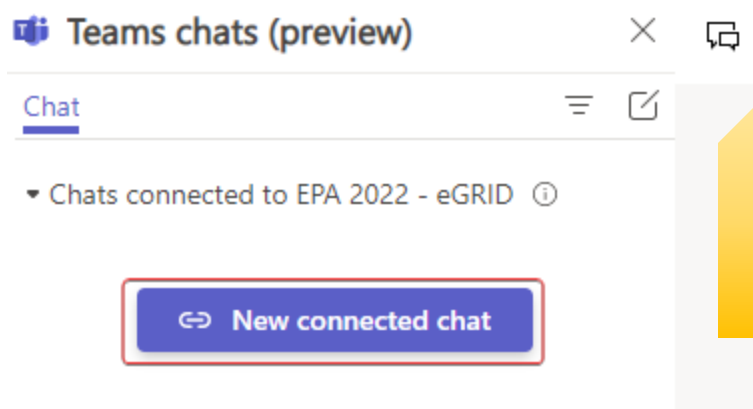 Teams chats (preview)
Chat
Chats connected to EPA 2022 - eGRID
New connected chat